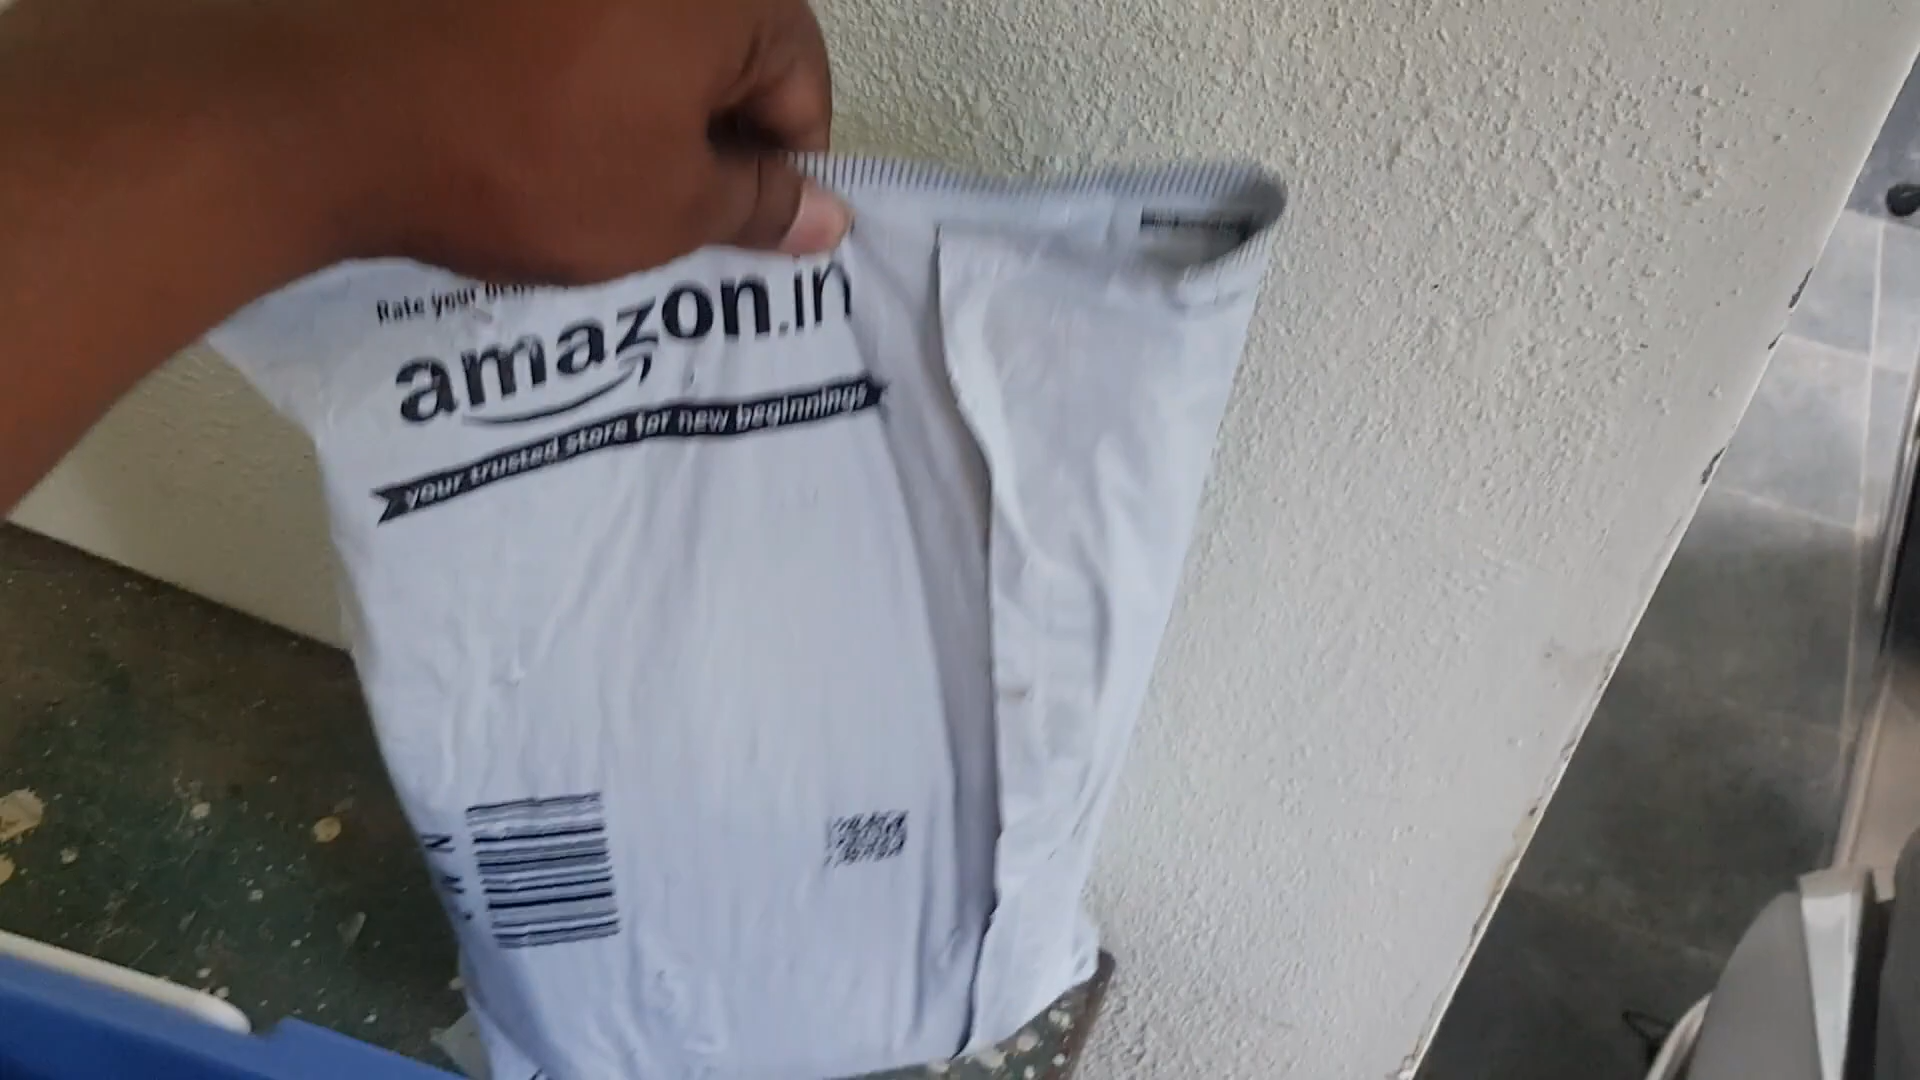 Rate your
amazon.in
your trusted store for new beginnings